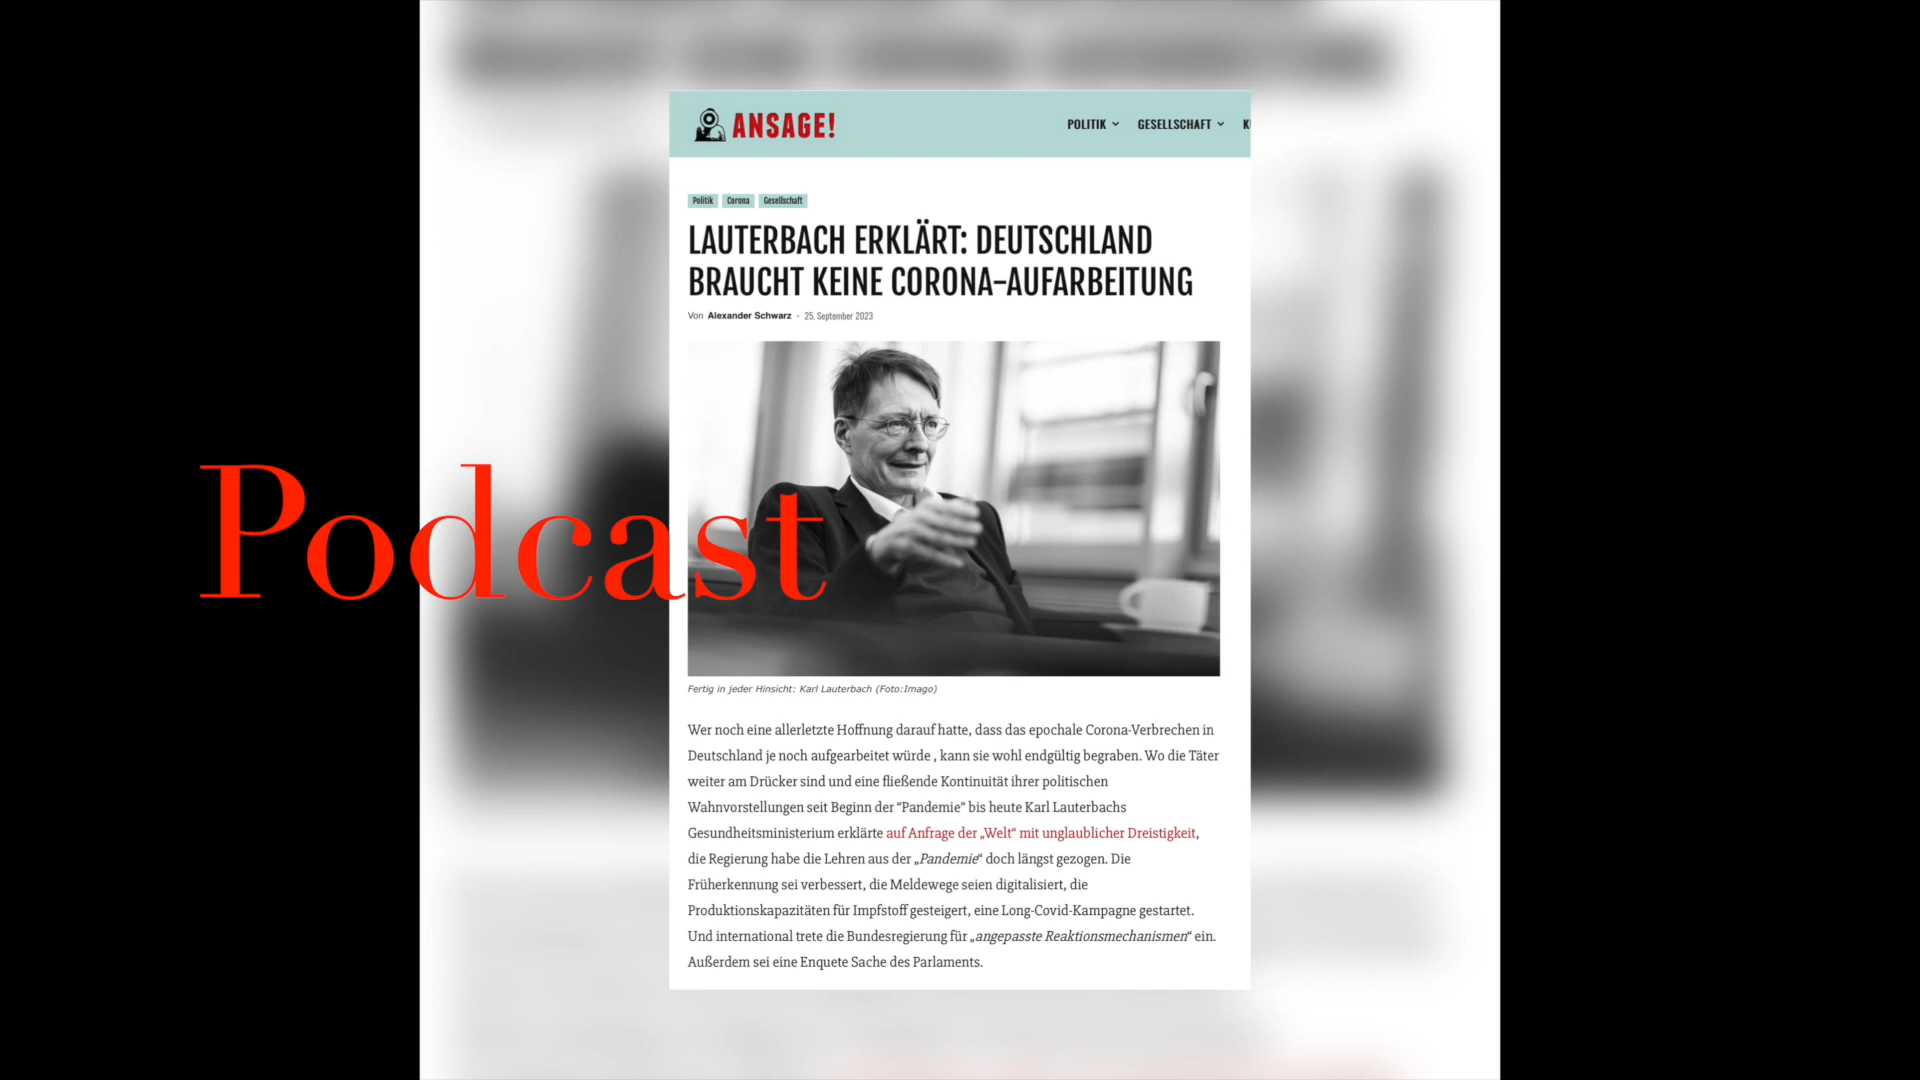 ANSAGE!
POLITIK GESELLSCHAFT
Politik Corona Gesellschaft
LAUTERBACH ERKLÄRT: DEUTSCHLAND
BRAUCHT KEINE CORONA-AUFARBEITUNG
Von Alexander Schwarz - 25. September 2023
Podcast
Fertig in jeder Hinsicht: Karl Lauterbach (Foto:Imago)
Wer noch eine allerletzte Hoffnung darauf hatte, dass das epochale Corona-Verbrechen in
Deutschland je noch aufgearbeitet würde , kann sie wohl endgültig begraben. Wo die Täter
weiter am Drücker sind und eine fließende Kontinuität ihrer politischen
Wahnvorstellungen seit Beginn der “Pandemie” bis heute Karl Lauterbachs
Gesundheitsministerium erklärte auf Anfrage der „Welt“ mit unglaublicher Dreistigkeit,
die Regierung habe die Lehren aus der „Pandemie“ doch längst gezogen. Die
Früherkennung sei verbessert, die Meldewege seien digitalisiert, die
Produktionskapazitäten für Impfstoff gesteigert, eine Long-Covid-Kampagne gestartet.
Und international trete die Bundesregierung für „angepasste Reaktionsmechanismen“ ein.
Außerdem sei eine Enquete Sache des Parlaments.